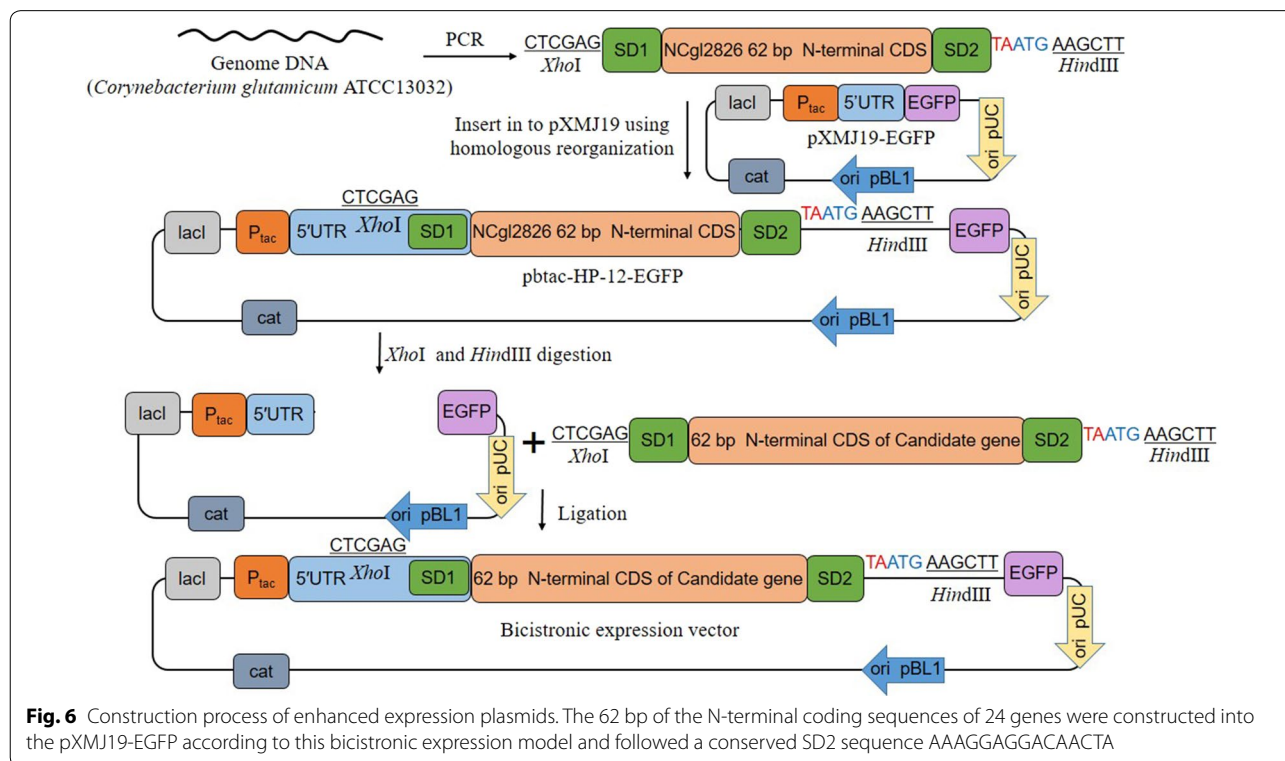 Genome DNA
(Corynebacterium glutamicum ATCC13032)
PCR
CTCGAG SD1 NCgl2826 62 bp N-terminal CDS SD2 TAATG AAGCTT
XhoI HindIII
Insert in to pXMJ19 using
homologous reorganization
lacI Ptac 5'UTR EGFP
pXMJ19-EGFP
ori pUC
cat ori pBL1
CTCGAG
lacI Ptac 5'UTR XhoI SD1 NCgl2826 62 bp N-terminal CDS SD2 TAATG AAGCTT EGFP
HindIII
pbtac-HP-12-EGFP
ori pUC
cat ori pBL1
XhoI and HindIII digestion
lacI Ptac 5'UTR EGFP
ori pUC
cat ori pBL1
+
CTCGAG SD1 62 bp N-terminal CDS of Candidate gene SD2 TAATG AAGCTT
XhoI HindIII
Ligation
CTCGAG
lacI Ptac 5'UTR XhoI SD1 62 bp N-terminal CDS of Candidate gene SD2 TAATG AAGCTT EGFP
HindIII
Bicistronic expression vector
ori pUC
cat ori pBL1
Fig. 6 Construction process of enhanced expression plasmids. The 62 bp of the N-terminal coding sequences of 24 genes were constructed into
the pXMJ19-EGFP according to this bicistronic expression model and followed a conserved SD2 sequence AAAGGAGGACAACTA